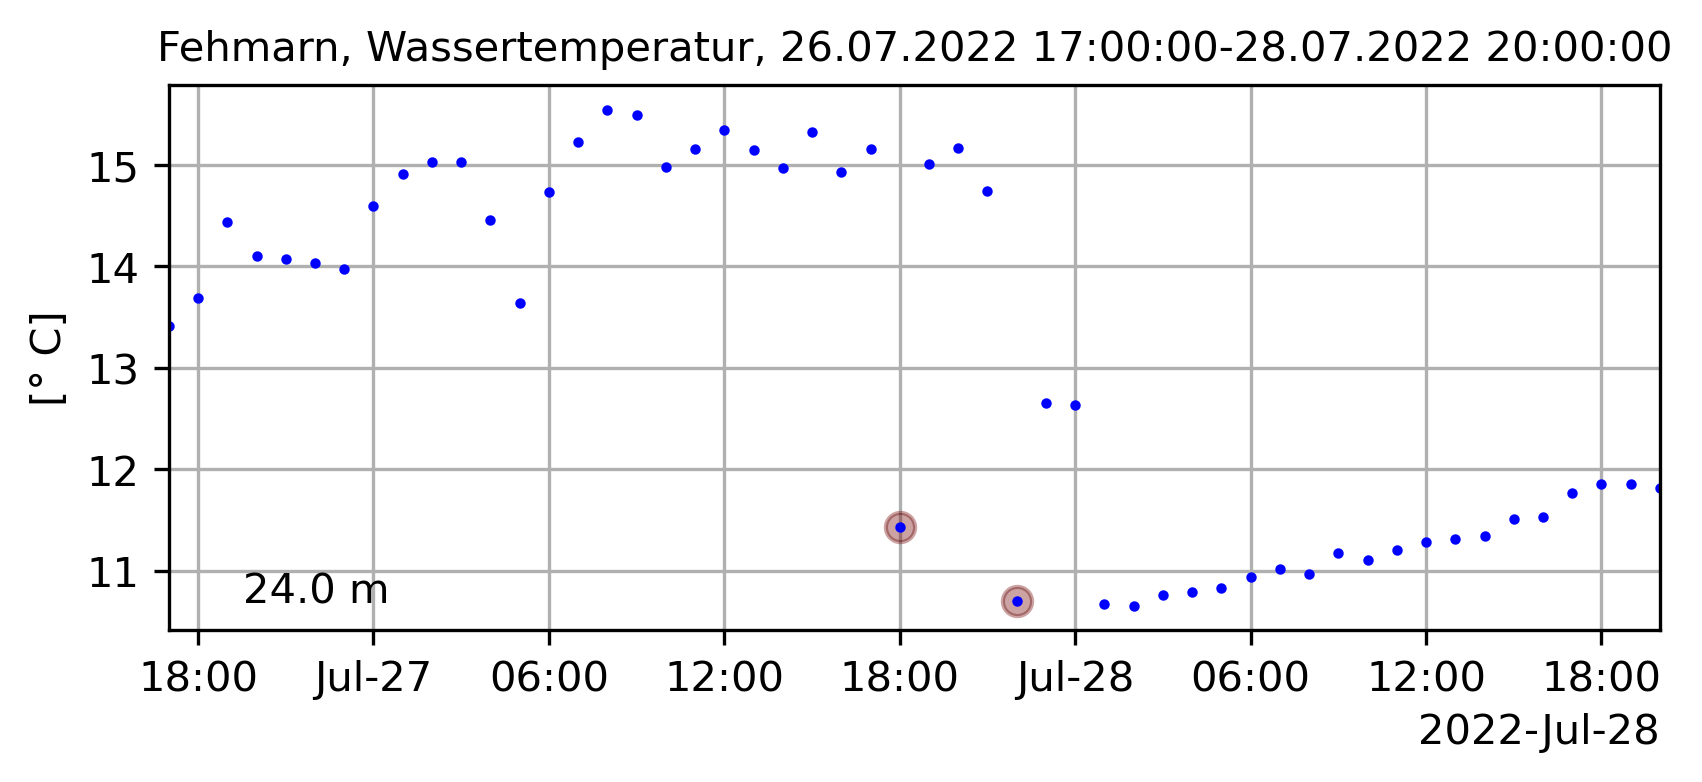 Fehmarn, Wassertemperatur, 26.07.2022 17:00:00-28.07.2022 20:00:00
[° C]
15
14
13
12
11
24.0 m
18:00 Jul-27 06:00 12:00 18:00 Jul-28 06:00 12:00 18:00
2022-Jul-28